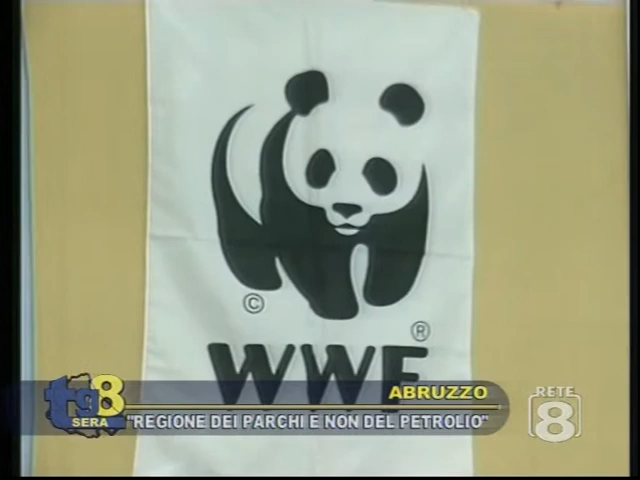 ©
®
WWF
tg8
SERA
ABRUZZO
"REGIONE DEI PARCHI E NON DEL PETROLIO"
RETE
8